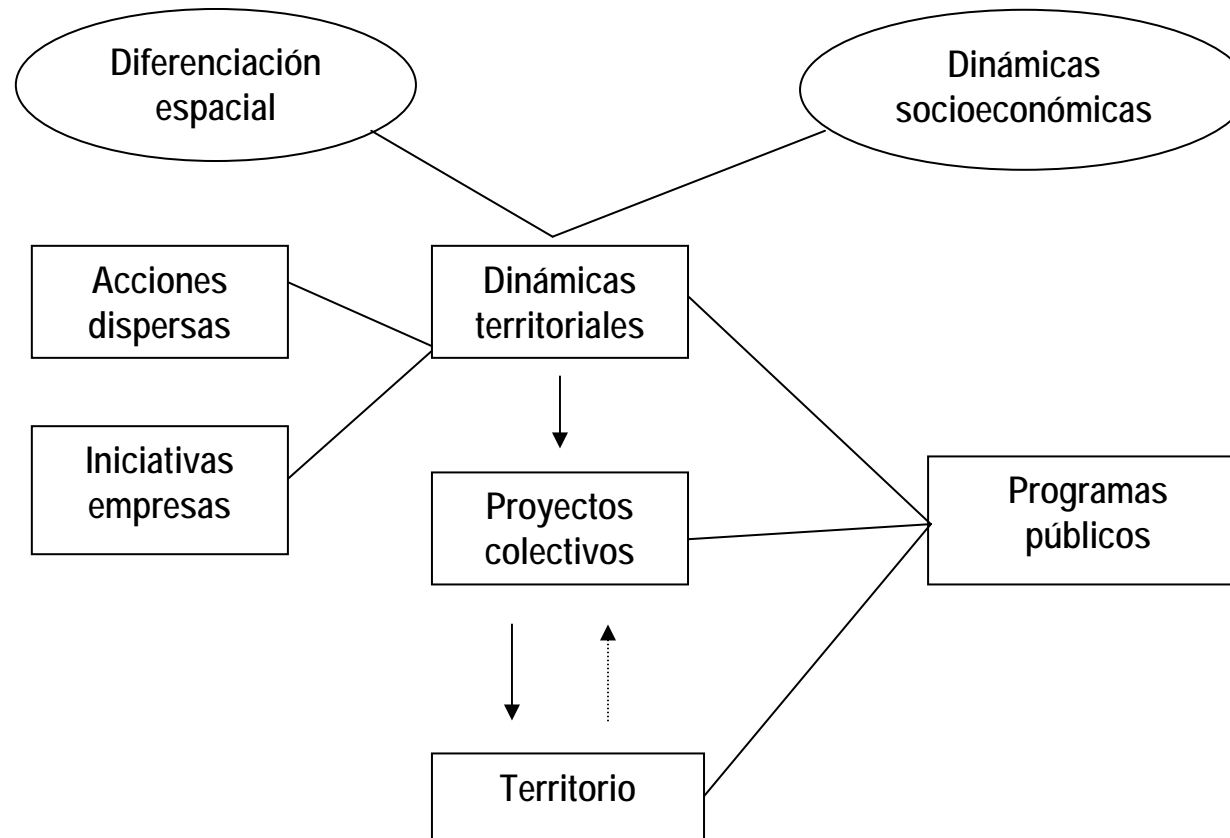 Diferenciación
espacial
Dinámicas
socioeconómicas
Acciones
dispersas
Dinámicas
territoriales
Iniciativas
empresas
Proyectos
colectivos
Programas
públicos
Territorio